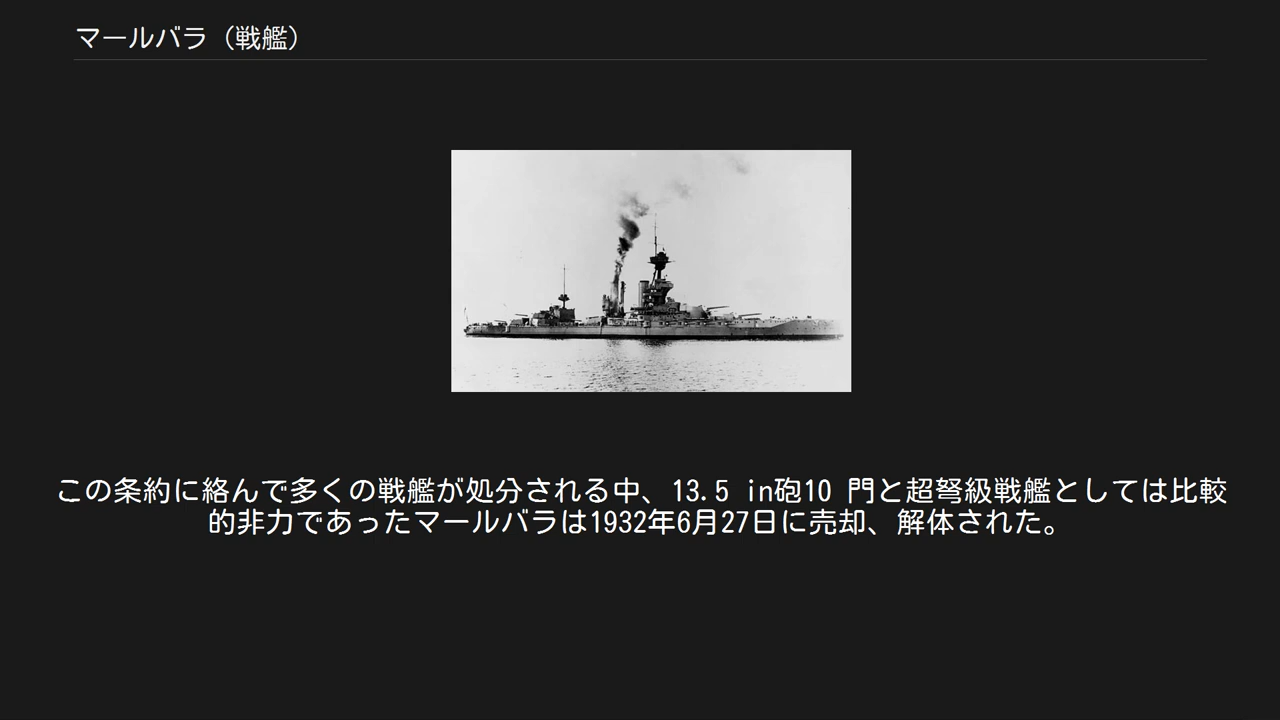 マールバラ（戦艦）
この条約に絡んで多くの戦艦が処分される中、13.5 in砲10 門と超弩級戦艦としては比較
的非力であったマールバラは1932年6月27日に売却、解体された。